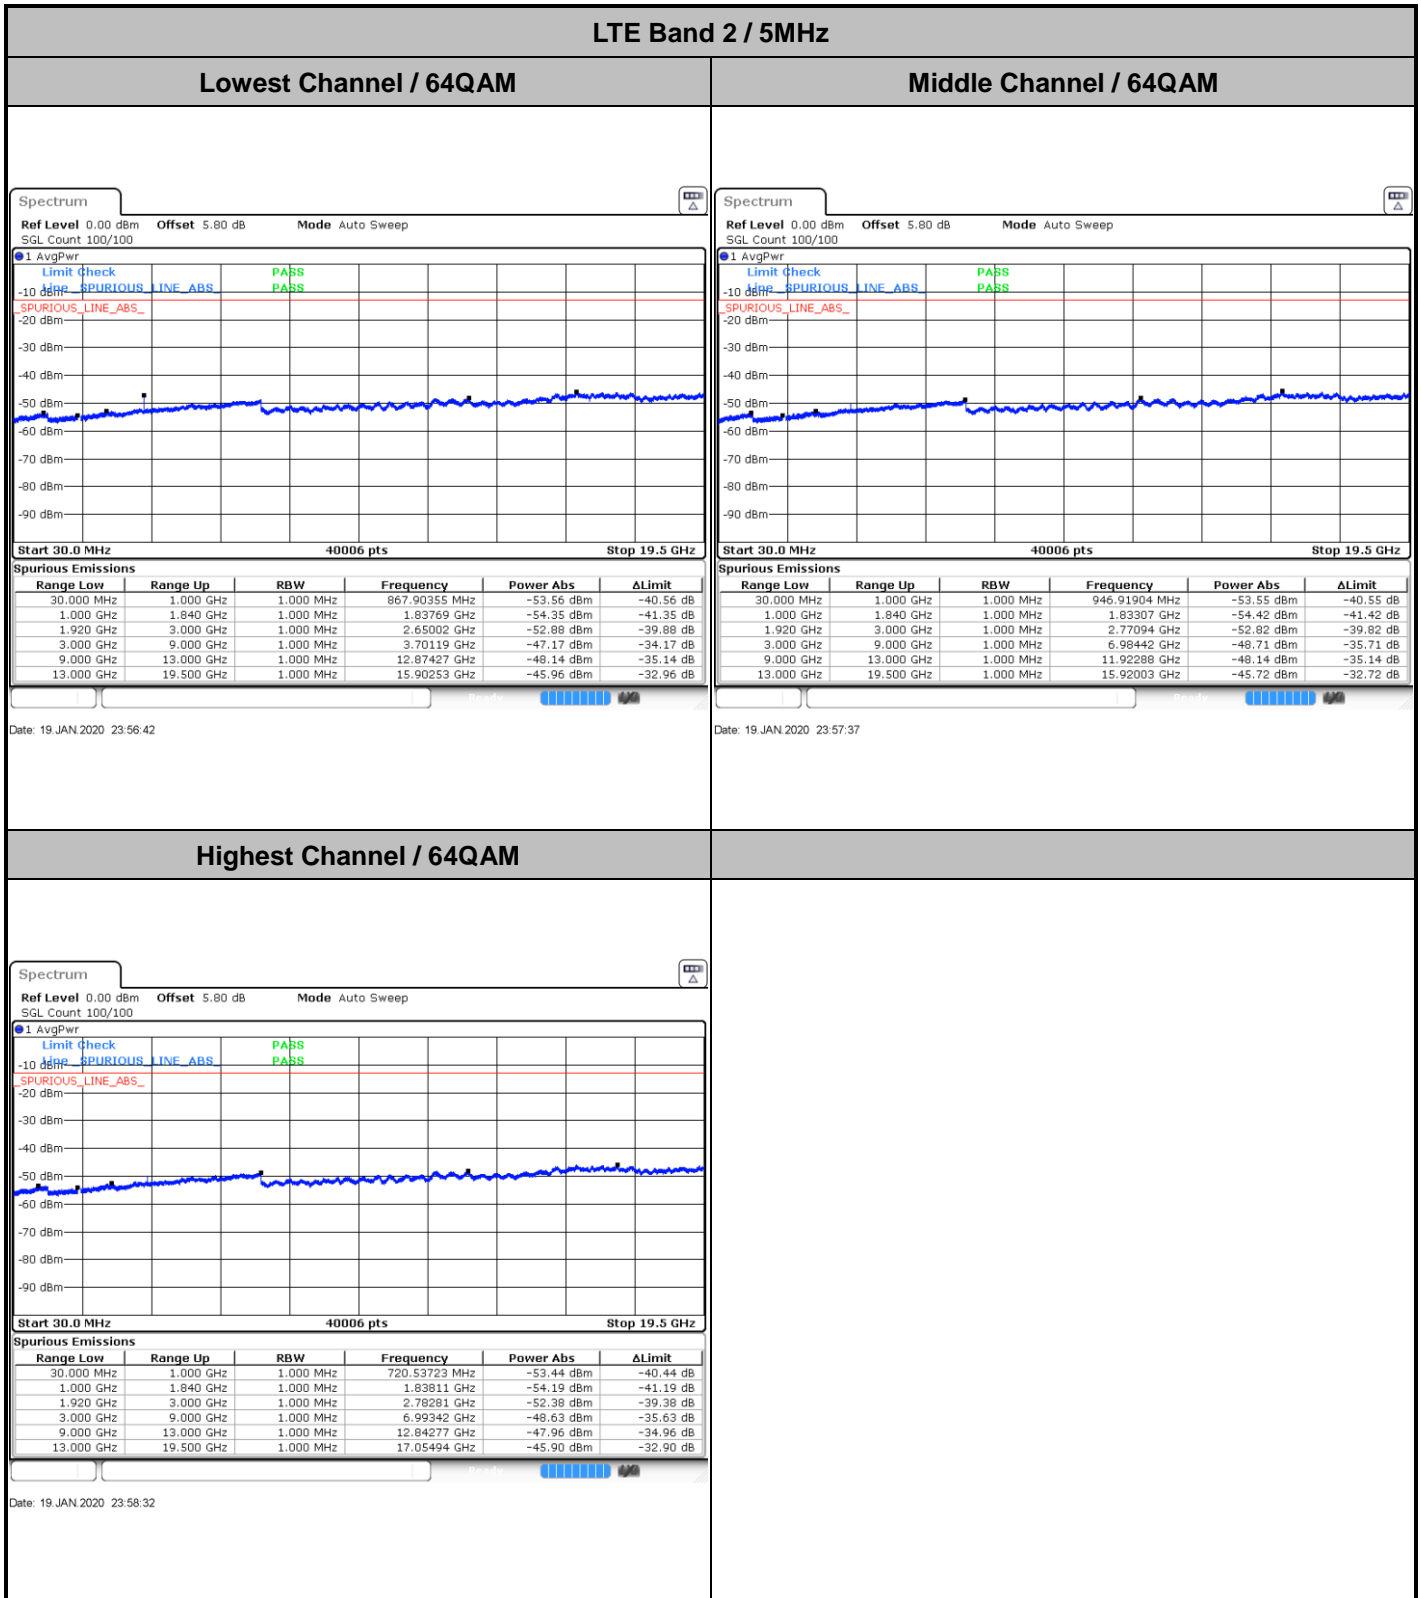 LTE Band 2 / 5MHz
Lowest Channel / 64QAM
Middle Channel / 64QAM
Spectrum
Ref Level 0.00 dBm Offset 5.80 dB Mode Auto Sweep
SGL Count 100/100
1 AvgPwr
Limit Check PASS
Line _SPURIOUS_LINE_ABS_ PASS
-10 dBm
_SPURIOUS_LINE_ABS_
-20 dBm
-30 dBm
-40 dBm
-50 dBm
-60 dBm
-70 dBm
-80 dBm
-90 dBm
Start 30.0 MHz 40006 pts Stop 19.5 GHz
Spurious Emissions
Range Low Range Up RBW Frequency Power Abs ΔLimit
30.000 MHz 1.000 GHz 1.000 MHz 867.90355 MHz -53.56 dBm -40.56 dB
1.000 GHz 1.840 GHz 1.000 MHz 1.83769 GHz -54.35 dBm -41.35 dB
1.920 GHz 3.000 GHz 1.000 MHz 2.65002 GHz -52.88 dBm -39.88 dB
3.000 GHz 9.000 GHz 1.000 MHz 3.70119 GHz -47.17 dBm -34.17 dB
9.000 GHz 13.000 GHz 1.000 MHz 12.87427 GHz -48.14 dBm -35.14 dB
13.000 GHz 19.500 GHz 1.000 MHz 15.90253 GHz -45.96 dBm -32.96 dB
Ready
Date: 19.JAN.2020 23:56:42
Spectrum
Ref Level 0.00 dBm Offset 5.80 dB Mode Auto Sweep
SGL Count 100/100
1 AvgPwr
Limit Check PASS
Line _SPURIOUS_LINE_ABS_ PASS
-10 dBm
_SPURIOUS_LINE_ABS_
-20 dBm
-30 dBm
-40 dBm
-50 dBm
-60 dBm
-70 dBm
-80 dBm
-90 dBm
Start 30.0 MHz 40006 pts Stop 19.5 GHz
Spurious Emissions
Range Low Range Up RBW Frequency Power Abs ΔLimit
30.000 MHz 1.000 GHz 1.000 MHz 946.91904 MHz -53.55 dBm -40.55 dB
1.000 GHz 1.840 GHz 1.000 MHz 1.83307 GHz -54.42 dBm -41.42 dB
1.920 GHz 3.000 GHz 1.000 MHz 2.77094 GHz -52.82 dBm -39.82 dB
3.000 GHz 9.000 GHz 1.000 MHz 6.98442 GHz -48.71 dBm -35.71 dB
9.000 GHz 13.000 GHz 1.000 MHz 11.92288 GHz -48.14 dBm -35.14 dB
13.000 GHz 19.500 GHz 1.000 MHz 15.92003 GHz -45.72 dBm -32.72 dB
Ready
Date: 19.JAN.2020 23:57:37
Highest Channel / 64QAM
Spectrum
Ref Level 0.00 dBm Offset 5.80 dB Mode Auto Sweep
SGL Count 100/100
1 AvgPwr
Limit Check PASS
Line _SPURIOUS_LINE_ABS_ PASS
-10 dBm
_SPURIOUS_LINE_ABS_
-20 dBm
-30 dBm
-40 dBm
-50 dBm
-60 dBm
-70 dBm
-80 dBm
-90 dBm
Start 30.0 MHz 40006 pts Stop 19.5 GHz
Spurious Emissions
Range Low Range Up RBW Frequency Power Abs ΔLimit
30.000 MHz 1.000 GHz 1.000 MHz 720.53723 MHz -53.44 dBm -40.44 dB
1.000 GHz 1.840 GHz 1.000 MHz 1.83811 GHz -54.19 dBm -41.19 dB
1.920 GHz 3.000 GHz 1.000 MHz 2.78281 GHz -52.38 dBm -39.38 dB
3.000 GHz 9.000 GHz 1.000 MHz 6.99342 GHz -48.63 dBm -35.63 dB
9.000 GHz 13.000 GHz 1.000 MHz 12.84277 GHz -47.96 dBm -34.96 dB
13.000 GHz 19.500 GHz 1.000 MHz 17.05494 GHz -45.90 dBm -32.90 dB
Ready
Date: 19.JAN.2020 23:58:32